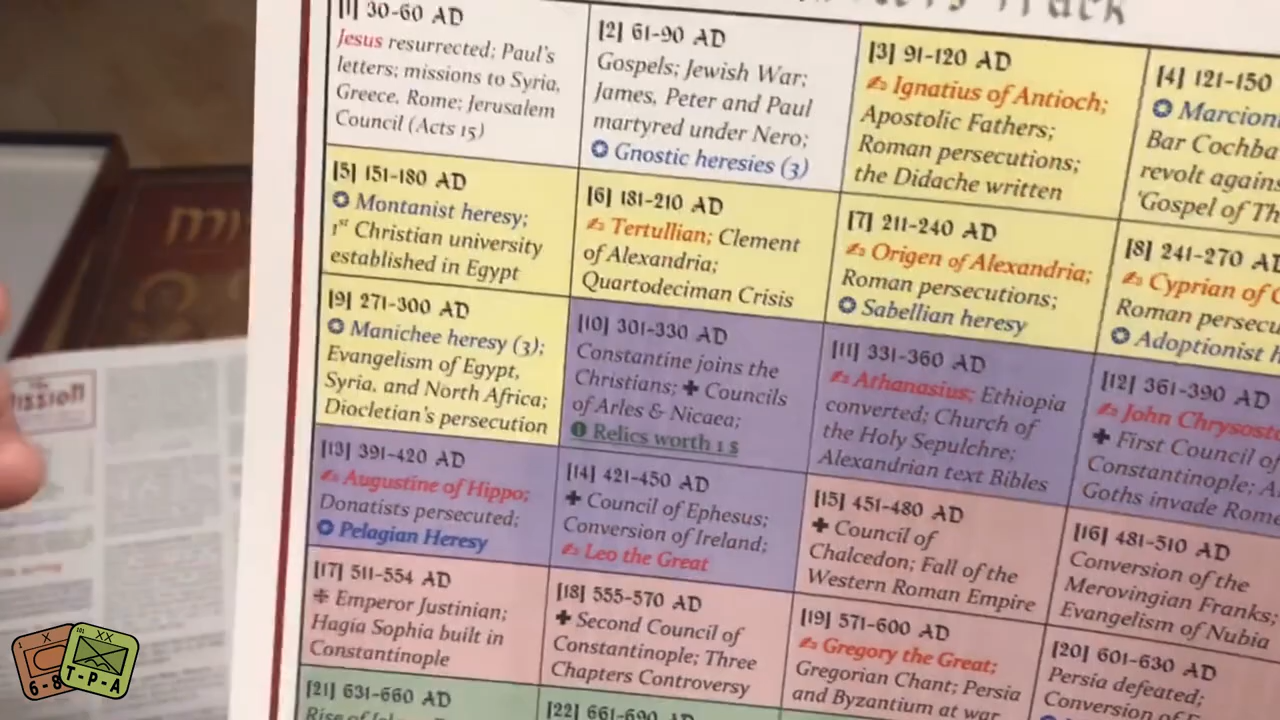 Track
[1] 30-60 AD
Jesus resurrected; Paul's
letters; missions to Syria,
Greece, Rome; Jerusalem
Council (Acts 15)
[2] 61-90 AD
Gospels; Jewish War;
James, Peter and Paul
martyred under Nero;
Gnostic heresies (3)
[3] 91-120 AD
Ignatius of Antioch;
Apostolic Fathers;
Roman persecutions;
the Didache written
[4] 121-150
Marcion
Bar Cochba
revolt agains
'Gospel of Th
[5] 151-180 AD
Montanist heresy;
1st Christian university
established in Egypt
[6] 181-210 AD
Tertullian; Clement
of Alexandria;
Quartodeciman Crisis
[7] 211-240 AD
Origen of Alexandria;
Roman persecutions;
Sabellian heresy
[8] 241-270 AD
Cyprian of C
Roman persecu
Adoptionist h
[9] 271-300 AD
Manichee heresy (3);
Evangelism of Egypt,
Syria, and North Africa;
Diocletian's persecution
[10] 301-330 AD
Constantine joins the
Christians; ✚ Councils
of Arles & Nicaea;
Relics worth 1 $
[11] 331-360 AD
Athanasius; Ethiopia
converted; Church of
the Holy Sepulchre;
Alexandrian text Bibles
[12] 361-390 AD
John Chrysosto
✚ First Council of
Constantinople; A
Goths invade Rome
[13] 391-420 AD
Augustine of Hippo;
Donatists persecuted;
Pelagian Heresy
[14] 421-450 AD
✚ Council of Ephesus;
Conversion of Ireland;
Leo the Great
[15] 451-480 AD
✚ Council of
Chalcedon; Fall of the
Western Roman Empire
[16] 481-510 AD
Conversion of the
Merovingian Franks;
Evangelism of Nubia
[17] 511-554 AD
Emperor Justinian;
Hagia Sophia built in
Constantinople
[18] 555-570 AD
✚ Second Council of
Constantinople; Three
Chapters Controversy
[19] 571-600 AD
Gregory the Great;
Gregorian Chant; Persia
and Byzantium at war
[20] 601-630 AD
Persia defeated;
Conversion of
[21] 631-660 AD
Rise of
[22] 661-690 AD
ission
X
6-8
XX
T-P-A